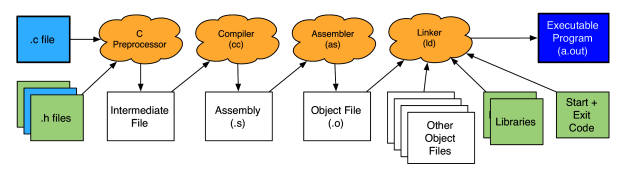 .c file
C
Preprocessor
Compiler
(cc)
Assembler
(as)
Linker
(ld)
Executable
Program
(a.out)
.h files
Intermediate
File
Assembly
(.s)
Object File
(.o)
Other
Object
Files
Libraries
Start +
Exit
Code